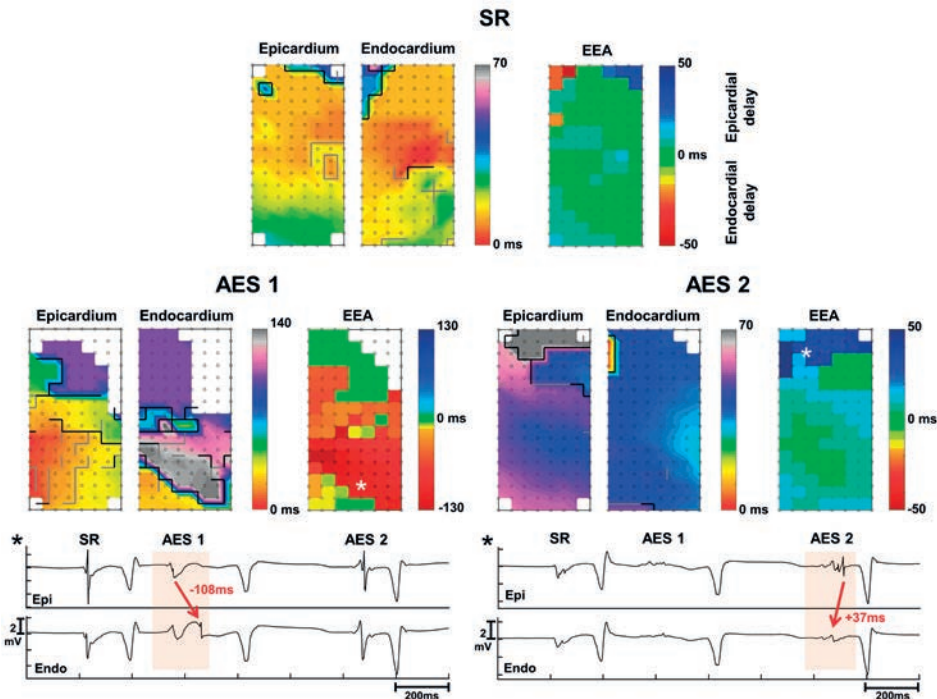 SR
Epicardium Endocardium EEA
70
0 ms
50
0 ms
-50
Epicardial delay
Endocardial delay
AES 1
Epicardium Endocardium EEA
140
0 ms
130
0 ms
-130
*
AES 2
Epicardium Endocardium EEA
70
0 ms
50
0 ms
-50
*
* SR AES 1 AES 2
Epi
-108ms
2
mV
Endo
200ms
* SR AES 1 AES 2
Epi
+37ms
2
mV
Endo
200ms